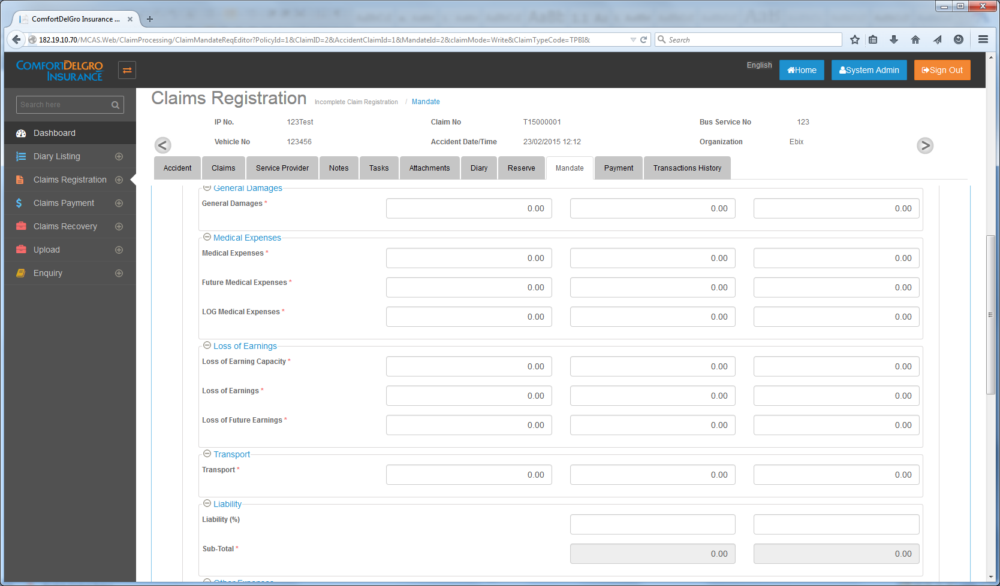 ComfortDelGro Insurance ...
182.19.10.70/MCAS.Web/ClaimProcessing/ClaimMandateReqEditor?PolicyId=1&ClaimID=2&AccidentClaimId=1&MandateId=2&claimMode=Write&ClaimTypeCode=TPBI&
Search
COMFORTDELGRO
INSURANCE
English
Home
System Admin
Sign Out
Search here
Dashboard
Diary Listing
Claims Registration
Claims Payment
Claims Recovery
Upload
Enquiry
Claims Registration Incomplete Claim Registration / Mandate
IP No. 123Test Claim No T15000001 Bus Service No 123
Vehicle No 123456 Accident Date/Time 23/02/2015 12:12 Organization Ebix
Accident Claims Service Provider Notes Tasks Attachments Diary Reserve Mandate Payment Transactions History
General Damages
General Damages * 0.00 0.00 0.00
Medical Expenses
Medical Expenses * 0.00 0.00 0.00
Future Medical Expenses * 0.00 0.00 0.00
LOG Medical Expenses * 0.00 0.00 0.00
Loss of Earnings
Loss of Earning Capacity * 0.00 0.00 0.00
Loss of Earnings * 0.00 0.00 0.00
Loss of Future Earnings * 0.00 0.00 0.00
Transport
Transport * 0.00 0.00 0.00
Liability
Liability (%)
Sub-Total * 0.00 0.00
Other Expenses